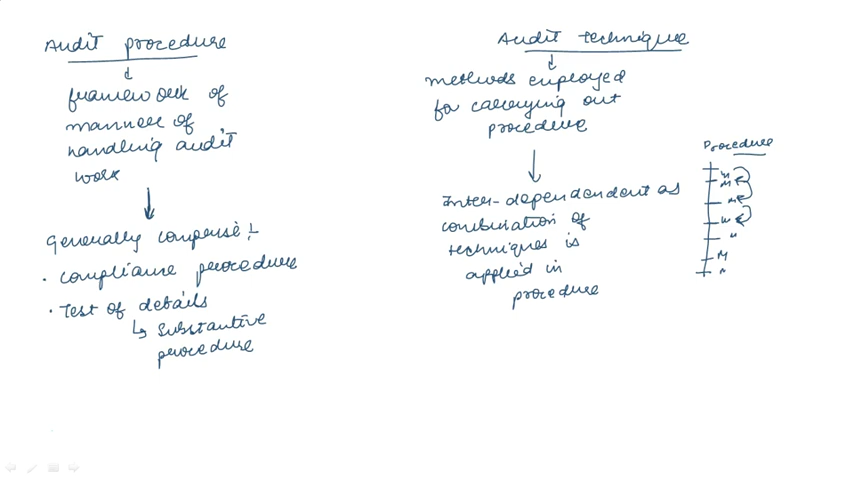 Audit procedure
framework of
manner of
handling audit
work
Generally comprise :-
. Compliance procedure
. Test of details
↳ Substantive
procedure
Audit technique
methods employed
for carrying out
procedure
Inter-dependent as
combination of
techniques is
applied in
procedure
Procedure